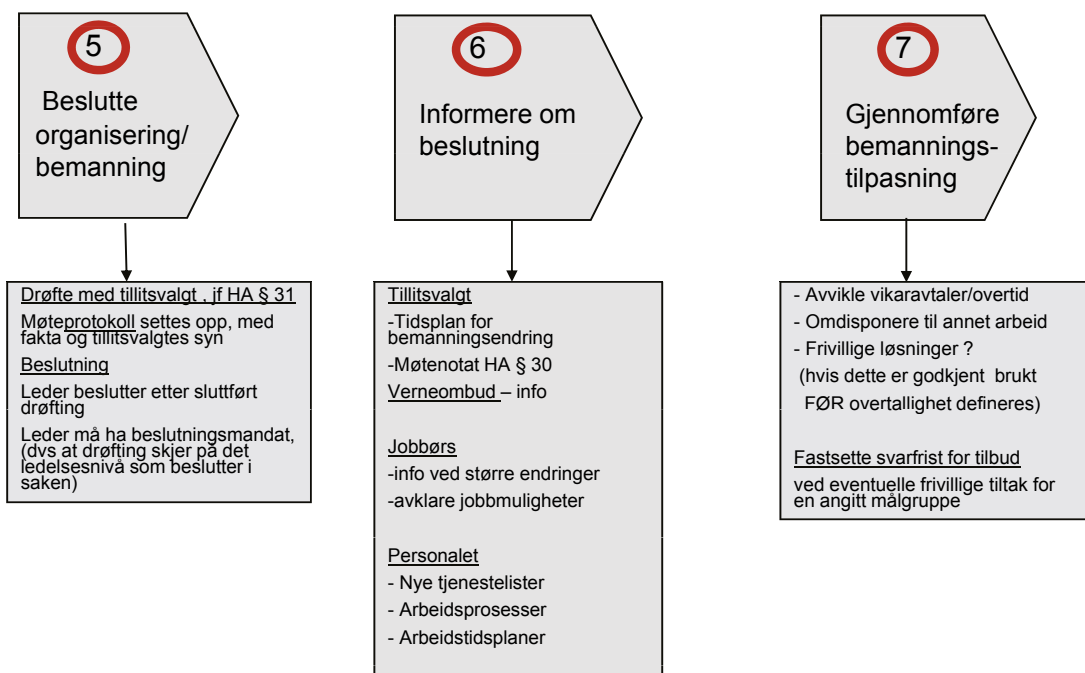 5
Beslutte
organisering/
bemanning
Drøfte med tillitsvalgt , jf HA § 31
Møteprotokoll settes opp, med
fakta og tillitsvalgtes syn
Beslutning
Leder beslutter etter sluttført
drøfting
Leder må ha beslutningsmandat,
(dvs at drøfting skjer på det
ledelsesnivå som beslutter i
saken)
6
Informere om
beslutning
Tillitsvalgt
-Tidsplan for
bemanningsendring
-Møtenotat HA § 30
Verneombud – info
Jobbørs
-info ved større endringer
-avklare jobbmuligheter
Personalet
- Nye tjenestelister
- Arbeidsprosesser
- Arbeidstidsplaner
7
Gjennomføre
bemannings-
tilpasning
- Avvikle vikaravtaler/overtid
- Omdisponere til annet arbeid
- Frivillige løsninger ?
(hvis dette er godkjent brukt
FØR overtallighet defineres)
Fastsette svarfrist for tilbud
ved eventuelle frivillige tiltak for
en angitt målgruppe